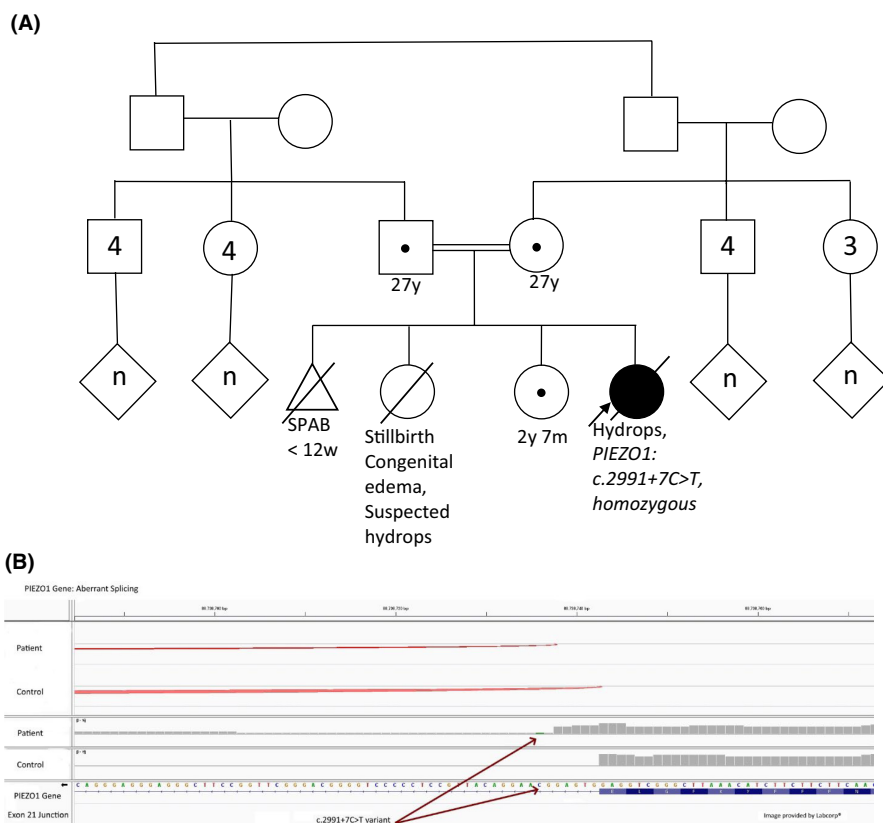 (A)
4
4
27y
27y
4
3
n
n
SPAB
< 12w
Stillbirth
Congenital
edema,
Suspected
hydrops
2y 7m
Hydrops,
PIEZO1:
c.2991+7C>T,
homozygous
n
n
(B)
PIEZO1 Gene: Aberrant Splicing
Patient
Control
Patient
Control
PIEZO1 Gene
Exon 21 Junction
CAGGGAGGGAGGGCTTCCGGTTCGGGACGGGGTCCCCCTCCG
c.2991+7C>T variant
Image provided by Labcorp®